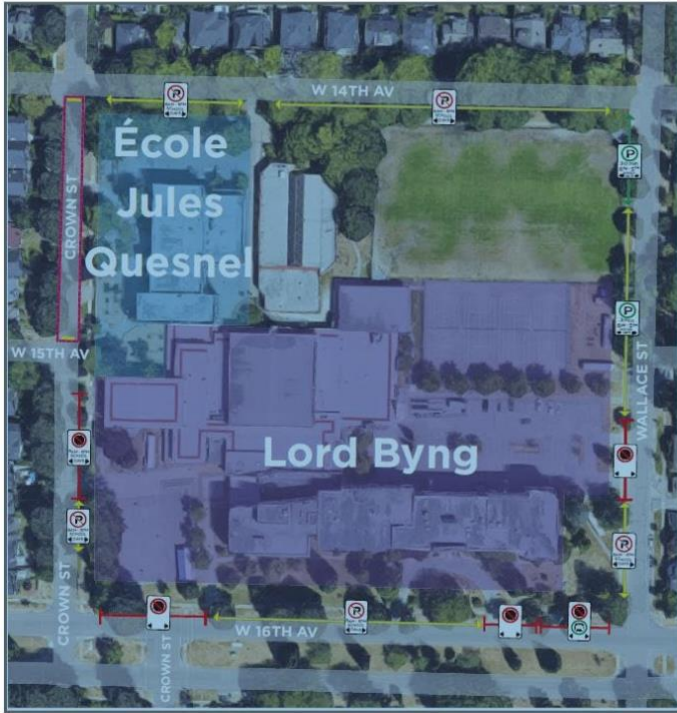 W 14TH AV
École
Jules
Quesnel
CROWN ST
W 15TH AV
WALLACE ST
Lord Byng
CROWN ST
W 16TH AV
CROWN ST